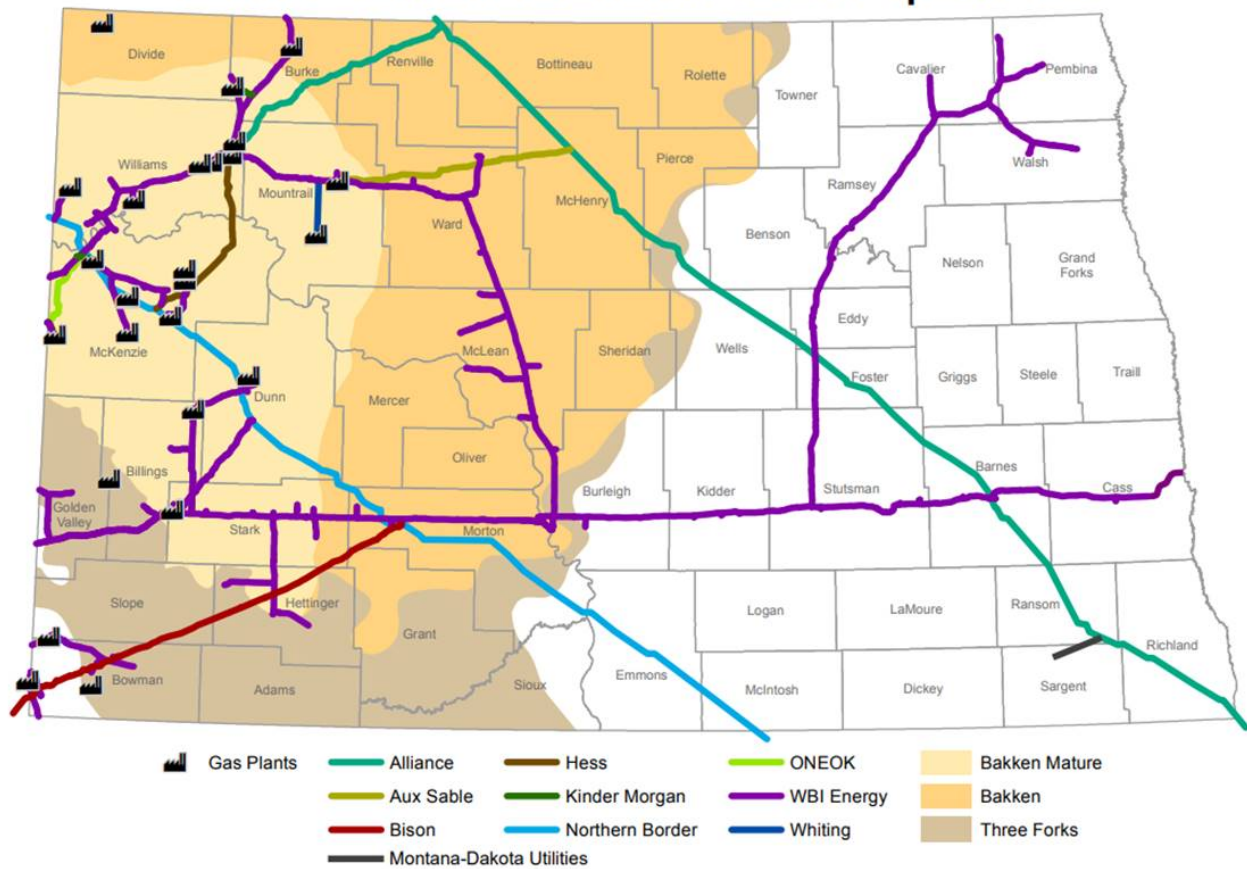 Divide
Burke
Renville
Bottineau
Rolette
Towner
Cavalier
Pembina
Williams
Mountrail
Ward
McHenry
Pierce
Ramsey
Walsh
Benson
Nelson
Grand
Forks
McKenzie
McLean
Sheridan
Wells
Eddy
Foster
Griggs
Steele
Traill
Dunn
Mercer
Oliver
Billings
Golden
Valley
Stark
Morton
Burleigh
Kidder
Stutsman
Barnes
Cass
Slope
Hettinger
Grant
Logan
LaMoure
Ransom
Richland
Bowman
Adams
Sioux
Emmons
McIntosh
Dickey
Sargent
Gas Plants
Alliance
Hess
ONEOK
Bakken Mature
Aux Sable
Kinder Morgan
WBI Energy
Bakken
Bison
Northern Border
Whiting
Three Forks
Montana-Dakota Utilities